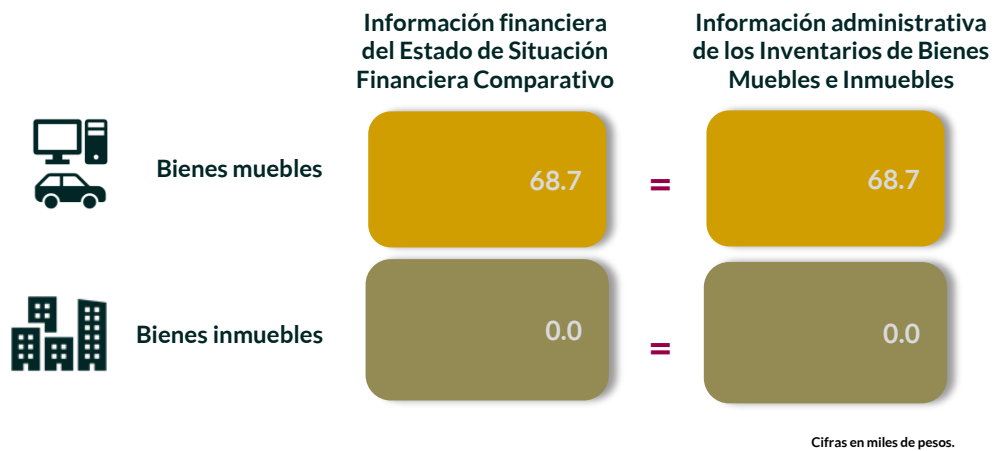 Información financiera
del Estado de Situación
Financiera Comparativo
Información administrativa
de los Inventarios de Bienes
Muebles e Inmuebles
Bienes muebles
68.7
=
68.7
Bienes inmuebles
0.0
=
0.0
Cifras en miles de pesos.